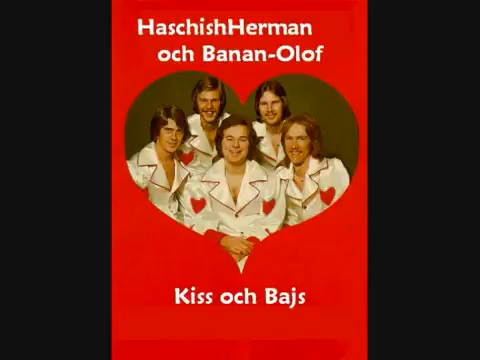 HaschishHerman
och Banan-Olof
Kiss och Bajs